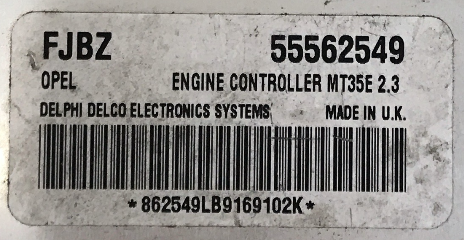 FJBZ 55562549
OPEL ENGINE CONTROLLER MT35E 2.3
DELPHI DELCO ELECTRONICS SYSTEMS MADE IN U.K.
*862549LB9169102K*